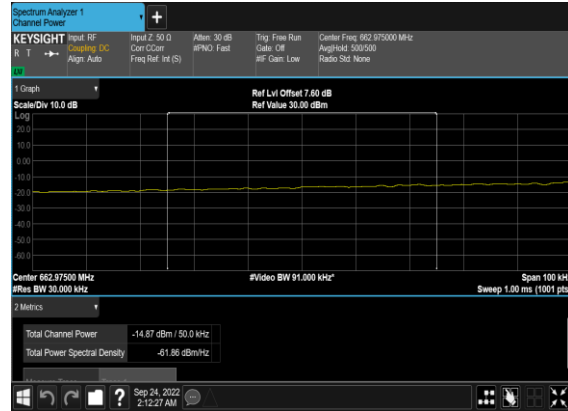 Spectrum Analyzer 1
Channel Power
+
KEYSIGHT Input: RF Input Z: 50 Ω Atten: 30 dB Trig: Free Run Center Freq: 662.975000 MHz
R T Coupling: DC Corr CCorr #PNO: Fast Gate: Off Avg|Hold: 500/500
Align: Auto Freq Ref: Int (S) #IF Gain: Low Radio Std: None
1 Graph Ref Lvl Offset 7.60 dB
Scale/Div 10.0 dB Ref Value 30.00 dBm
Log
20.0
10.0
0.00
-10.0
-20.0
-30.0
-40.0
-50.0
-60.0
Center 662.97500 MHz #Video BW 91.000 kHz* Span 100 kH
#Res BW 30.000 kHz Sweep 1.00 ms (1001 pts
2 Metrics
Total Channel Power -14.87 dBm / 50.0 kHz
Total Power Spectral Density -61.86 dBm/Hz
? Sep 24, 2022
2:12:27 AM